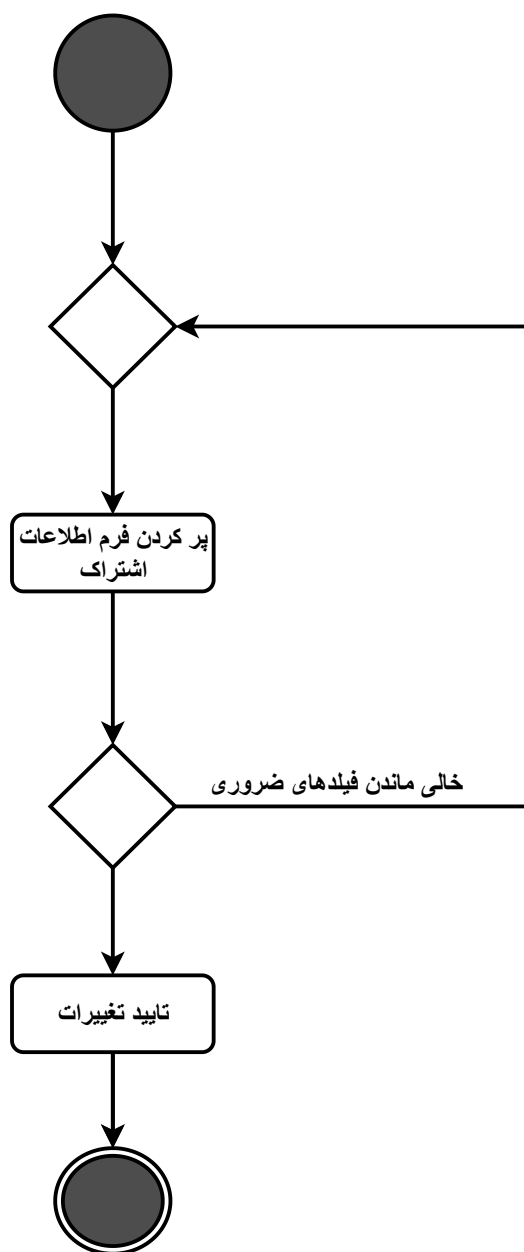 پر کردن فرم اطلاعات
اشتراک
خالی ماندن فیلدهای ضروری
تایید تغییرات